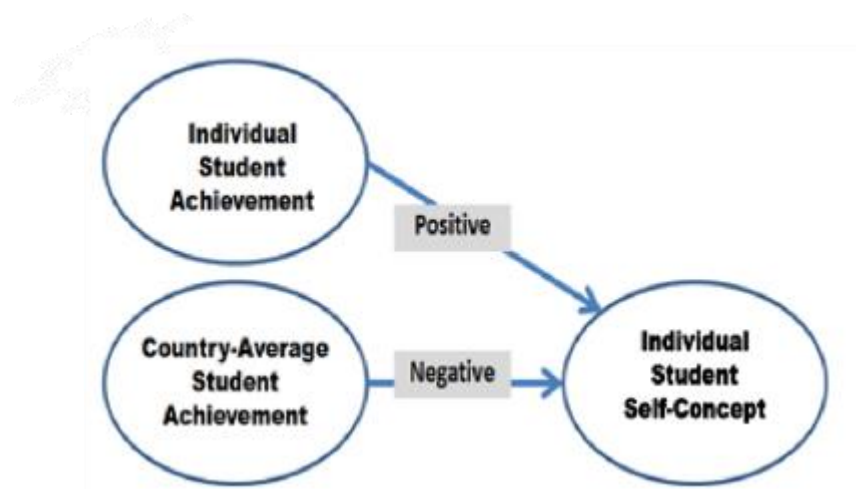 Individual
Student
Achievement
Positive
Country-Average
Student
Achievement
Negative
Individual
Student
Self-Concept